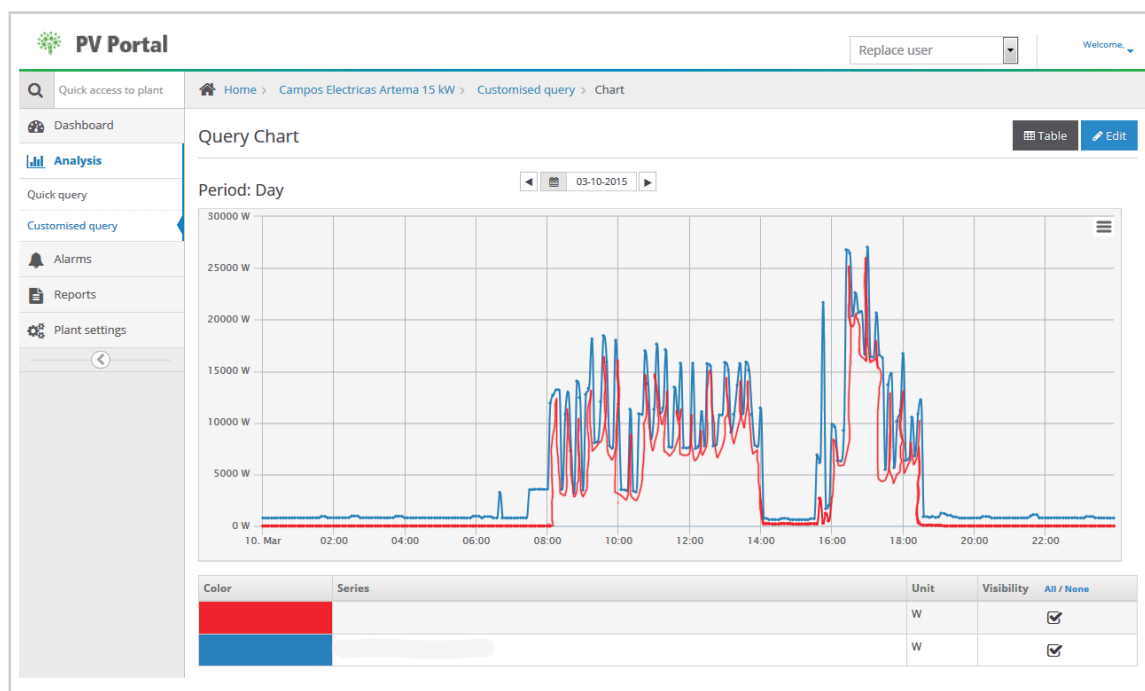 PV Portal
Replace user
Welcome,
Quick access to plant
Home > Campos Electricas Artema 15 kW > Customised query > Chart
Dashboard
Analysis
Quick query
Customised query
Alarms
Reports
Plant settings
Query Chart
Table
Edit
Period: Day
03-10-2015
30000 W
25000 W
20000 W
15000 W
10000 W
5000 W
0 W
10. Mar 02:00 04:00 06:00 08:00 10:00 12:00 14:00 16:00 18:00 20:00 22:00
Color Series Unit Visibility All / None
W
W